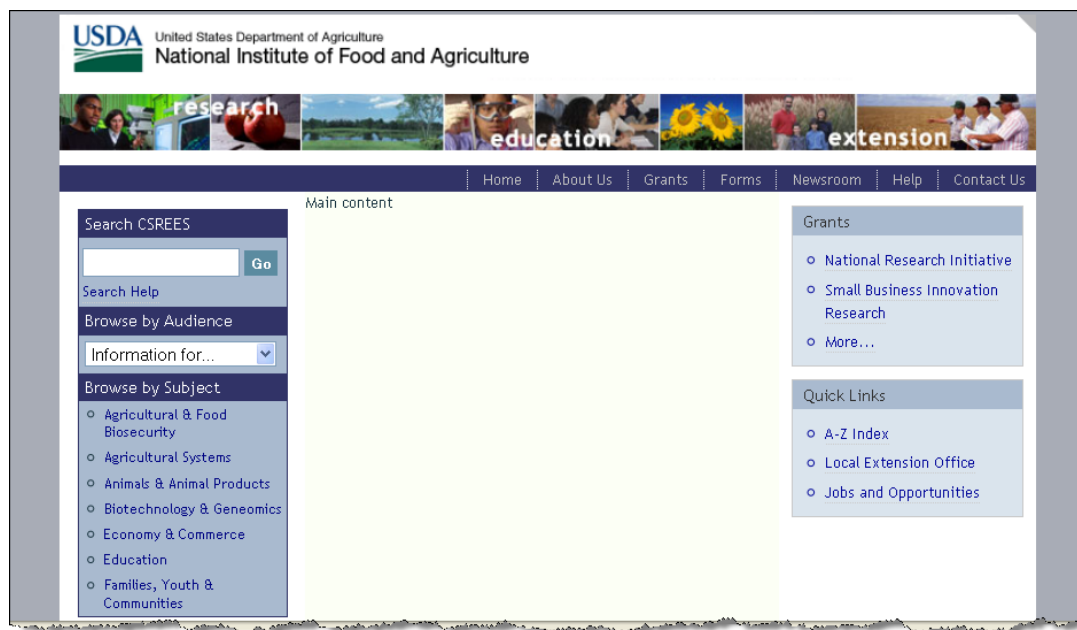 USDA
United States Department of Agriculture
National Institute of Food and Agriculture
research
education
extension
Home
About Us
Grants
Forms
Newsroom
Help
Contact Us
Search CSREES
Go
Search Help
Browse by Audience
Information for...
Browse by Subject
Agricultural & Food
Biosecurity
Agricultural Systems
Animals & Animal Products
Biotechnology & Geneomics
Economy & Commerce
Education
Families, Youth &
Communities
Main content
Grants
National Research Initiative
Small Business Innovation
Research
More...
Quick Links
A-Z Index
Local Extension Office
Jobs and Opportunities